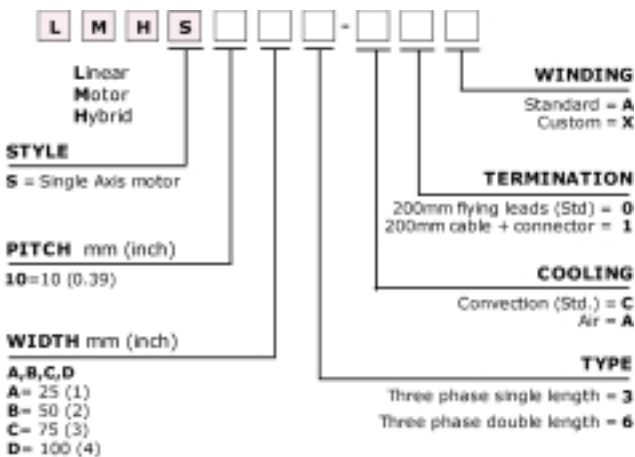 L M H S -
Linear
Motor
Hybrid
STYLE
S = Single Axis motor
PITCH mm (inch)
10=10 (0.39)
WIDTH mm (inch)
A,B,C,D
A= 25 (1)
B= 50 (2)
C= 75 (3)
D= 100 (4)
WINDING
Standard = A
Custom = X
TERMINATION
200mm flying leads (Std) = 0
200mm cable + connector = 1
COOLING
Convection (Std.) = C
Air = A
TYPE
Three phase single length = 3
Three phase double length = 6